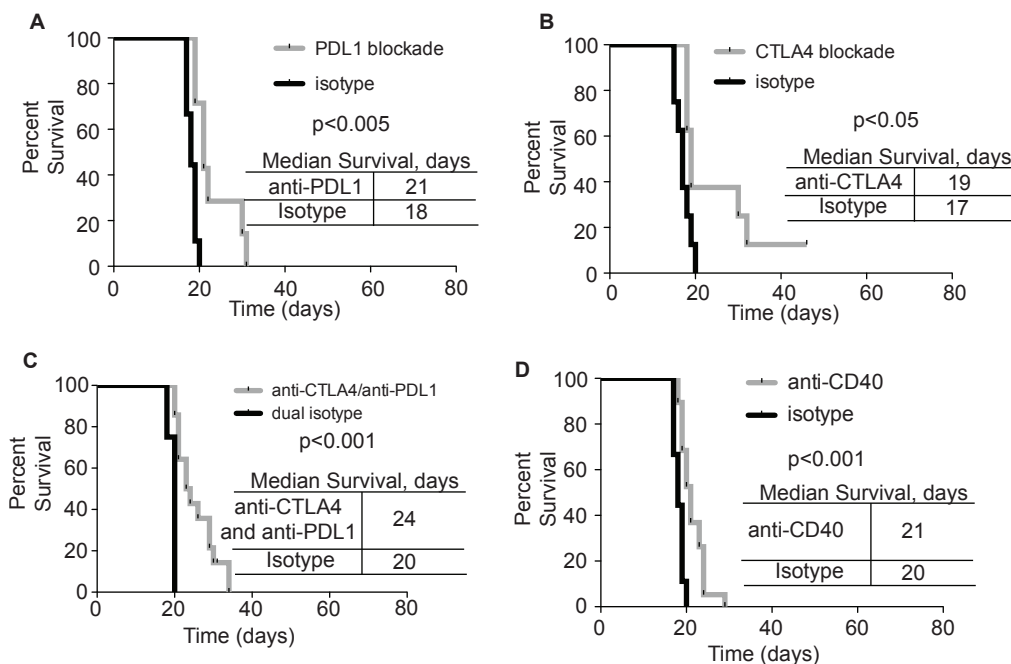 A
PDL1 blockade
isotype
p<0.005
Median Survival, days
anti-PDL1 21
Isotype 18
Percent
Survival
100
80
60
40
20
0
0 20 40 60 80
Time (days)
B
CTLA4 blockade
isotype
p<0.05
Median Survival, days
anti-CTLA4 19
Isotype 17
Percent
Survival
100
80
60
40
20
0
0 20 40 60 80
Time (days)
C
anti-CTLA4/anti-PDL1
dual isotype
p<0.001
Median Survival, days
anti-CTLA4
and anti-PDL1 24
Isotype 20
Percent
Survival
100
80
60
40
20
0
0 20 40 60 80
Time (days)
D
anti-CD40
isotype
p<0.001
Median Survival, days
anti-CD40 21
Isotype 20
Percent
Survival
100
80
60
40
20
0
0 20 40 60 80
Time (days)